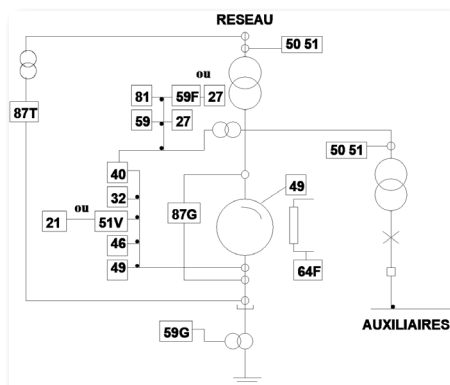 RESEAU
50 51
ou
81
59F
27
87T
59
27
50 51
40
49
32
ou
87G
21
51V
46
49
64F
AUXILIAIRES
59G